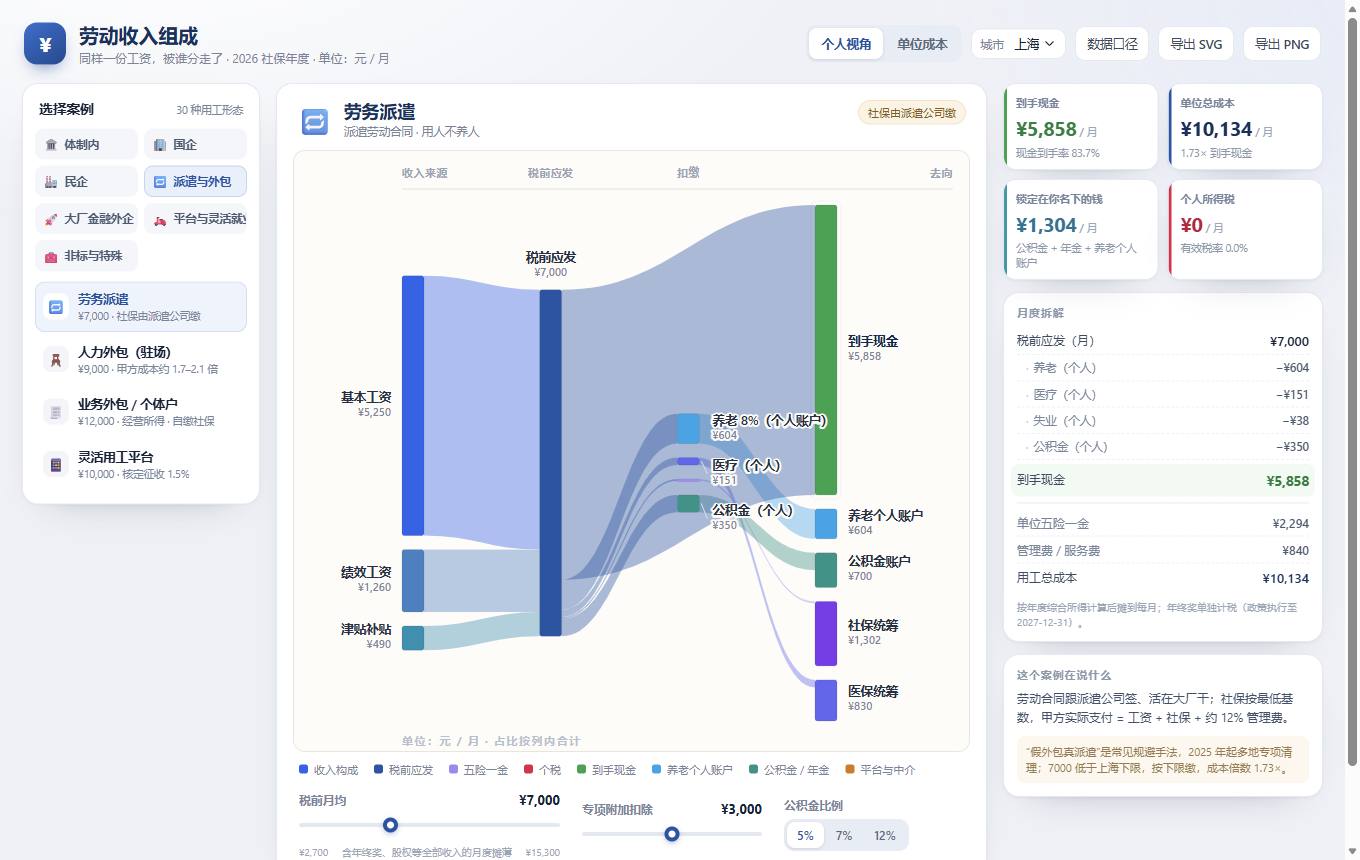 ¥
劳动收入组成
同样一份工资，被谁分走了 · 2026 社保年度 · 单位：元 / 月
个人视角
单位成本
城市 上海
数据口径
导出 SVG
导出 PNG
选择案例
30 种用工形态
体制内
国企
民企
派遣与外包
大厂金融外企
平台与灵活就业
非标与特殊
劳务派遣
¥7,000 · 社保由派遣公司缴
人力外包（驻场）
¥9,000 · 甲方成本约 1.7–2.1 倍
业务外包 / 个体户
¥12,000 · 经营所得 · 自缴社保
灵活用工平台
¥10,000 · 核定征收 1.5%
劳务派遣
派遣劳动合同 · 用人不养人
社保由派遣公司缴
收入来源
税前应发
扣缴
去向
税前应发
¥7,000
基本工资
¥5,250
绩效工资
¥1,260
津贴补贴
¥490
养老 8%（个人账户）
¥604
医疗（个人）
¥151
公积金（个人）
¥350
到手现金
¥5,858
养老个人账户
¥604
公积金账户
¥700
社保统筹
¥1,302
医保统筹
¥830
单位：元 / 月 · 占比按列内合计
收入构成
税前应发
五险一金
个税
到手现金
养老个人账户
公积金 / 年金
平台与中介
税前月均
¥7,000
¥2,700
含年终奖、股权等全部收入的月度摊薄
¥15,300
专项附加扣除
¥3,000
公积金比例
5%
7%
12%
到手现金
¥5,858 / 月
现金到手率 83.7%
单位总成本
¥10,134 / 月
1.73× 到手现金
锁定在你名下的钱
¥1,304 / 月
公积金 + 年金 + 养老个人
账户
个人所得税
¥0 / 月
有效税率 0.0%
月度拆解
税前应发（月） ¥7,000
· 养老（个人） −¥604
· 医疗（个人） −¥151
· 失业（个人） −¥38
· 公积金（个人） −¥350
到手现金 ¥5,858
单位五险一金 ¥2,294
管理费 / 服务费 ¥840
用工总成本 ¥10,134
按年度综合所得计算后摊到每月；年终奖单独计税（政策执行至
2027-12-31）。
这个案例在说什么
劳动合同跟派遣公司签、活在大厂干；社保按最低基
数，甲方实际支付 = 工资 + 社保 + 约 12% 管理费。
“假外包真派遣”是常见规避手法，2025 年起多地专项清
理；7000 低于上海下限，按下限缴，成本倍数 1.73×。